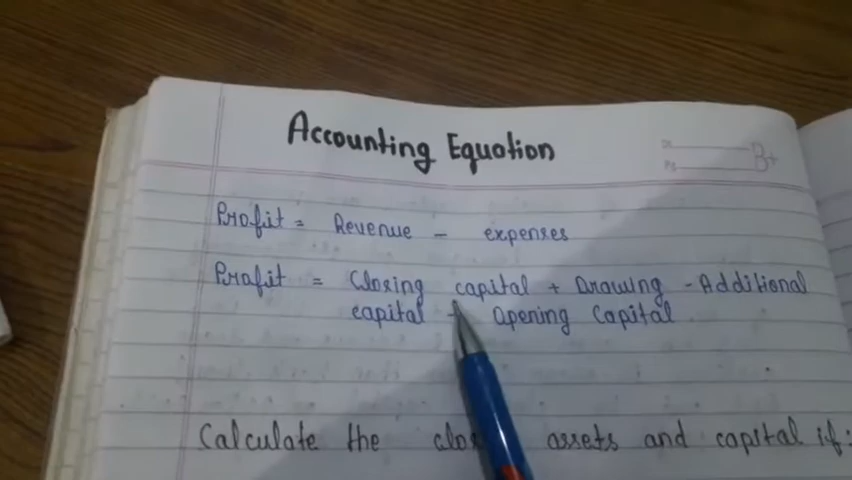 Accounting Equation
Profit = Revenue - expenses
Profit = Closing capital + Drawing - Additional
capital - Opening Capital
Calculate the assets and capital if: